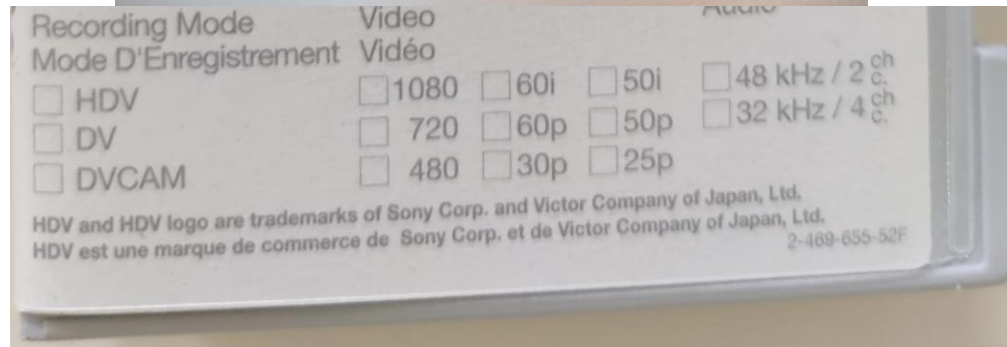 Recording Mode Video Audio
Mode D'Enregistrement Vidéo
HDV 1080 60i 50i 48 kHz / 2 ch c.
DV 720 60p 50p 32 kHz / 4 ch c.
DVCAM 480 30p 25p
HDV and HDV logo are trademarks of Sony Corp. and Victor Company of Japan, Ltd.
HDV est une marque de commerce de Sony Corp. et de Victor Company of Japan, Ltd.
2-469-655-52F